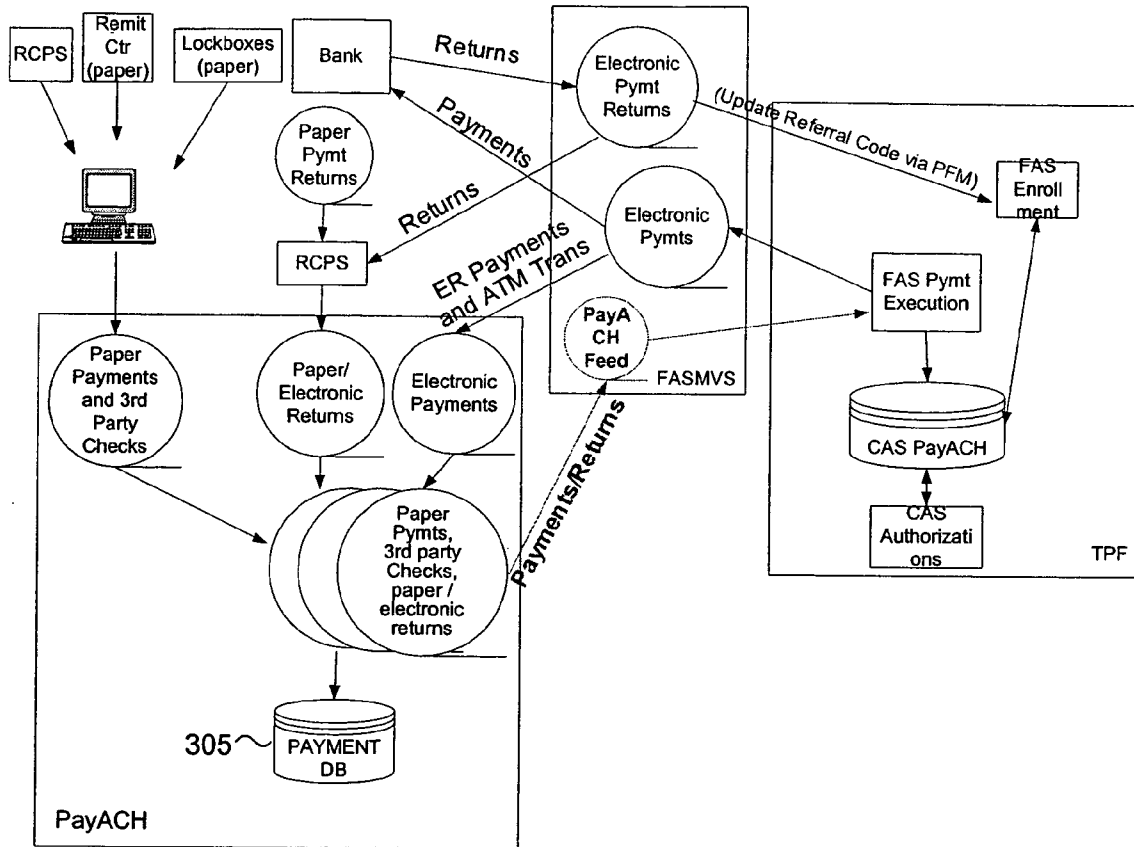 RCPS
Remit
Ctr
(paper)
Lockboxes
(paper)
Bank
Returns
Electronic
Pymt
Returns
(Update Referral Code via PFM)
Payments
Paper
Pymt
Returns
Returns
FAS
Enroll
ment
Electronic
Pymts
RCPS
ER Payments
and ATM Trans
FAS Pymt
Execution
PayA
CH
Feed
FASMVS
Paper
Payments
and 3rd
Party
Checks
Paper/
Electronic
Returns
Electronic
Payments
CAS PayACH
Payments/Returns
Paper
Pymts,
3rd party
Checks,
paper /
electronic
returns
CAS
Authorizati
ons
TPF
305
PAYMENT
DB
PayACH